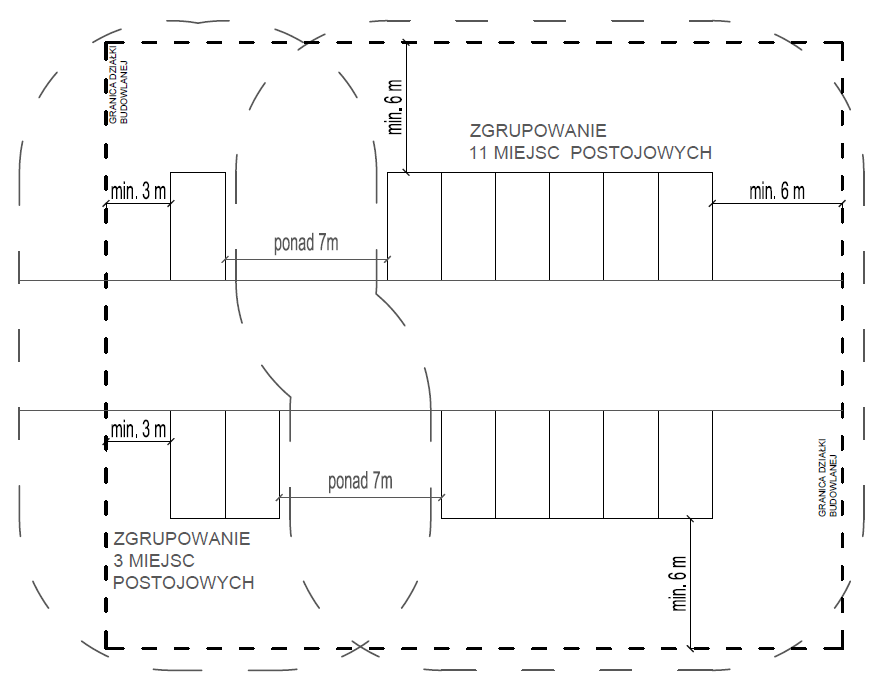 GRANICA DZIAŁKI
BUDOWLANEJ
min. 6 m
ZGRUPOWANIE
11 MIEJSC POSTOJOWYCH
min. 3 m
min. 6 m
ponad 7m
min. 3 m
GRANICA DZIAŁKI
BUDOWLANEJ
ponad 7m
ZGRUPOWANIE
3 MIEJSC
POSTOJOWYCH
min. 6 m